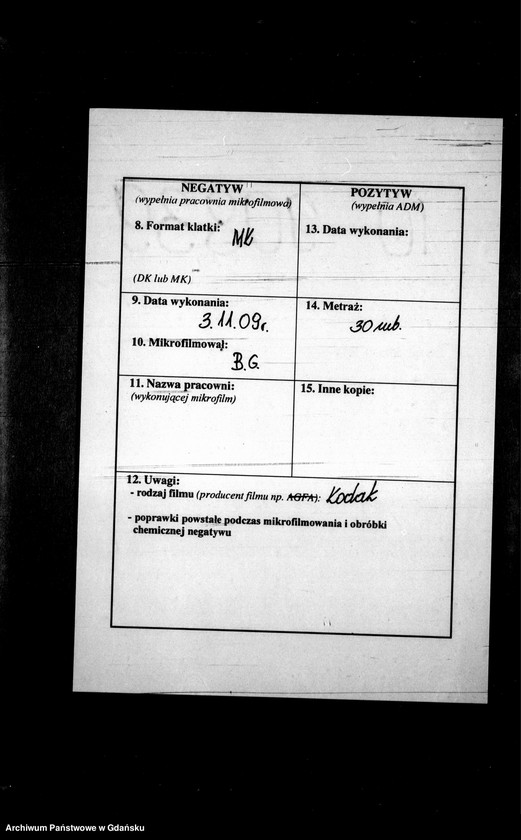 NEGATYW
(wypełnia pracownia mikrofilmowa)
8. Format klatki:
MK
(DK lub MK)
9. Data wykonania:
3.11.09r.
10. Mikrofilmował:
B.G.
11. Nazwa pracowni:
(wykonującej mikrofilm)
POZYTYW
(wypełnia ADM)
13. Data wykonania:
14. Metraż:
30 mb.
15. Inne kopie:
12. Uwagi:
- rodzaj filmu (producent filmu np. AGFA): Kodak
- poprawki powstałe podczas mikrofilmowania i obróbki
chemicznej negatywu
Archiwum Państwowe w Gdańsku